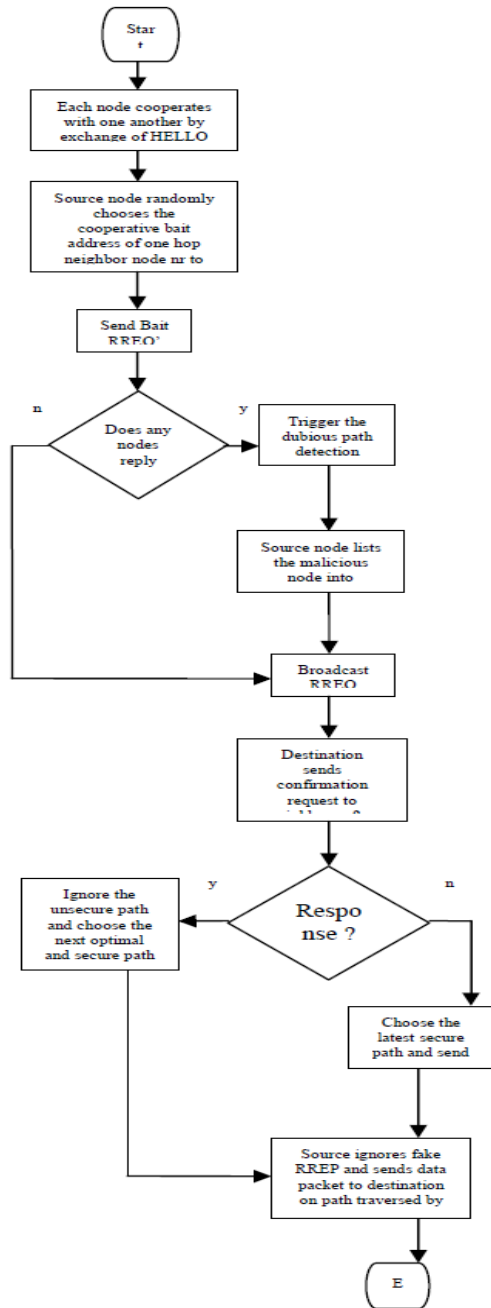 Star
t
Each node cooperates
with one another by
exchange of HELLO
Source node randomly
chooses the
cooperative bait
address of one hop
neighbor node nr to
Send Bait
RREQ'
n
y
Does any
nodes
reply
Trigger the
dubious path
detection
Source node lists
the malicious
node into
Broadcast
RREQ
Destination
sends
confirmation
request to
y
n
Ignore the
unsecure path
and choose the
next optimal
and secure path
Respo
nse ?
Choose the
latest secure
path and send
Source ignores fake
RREP and sends data
packet to destination
on path traversed by
E